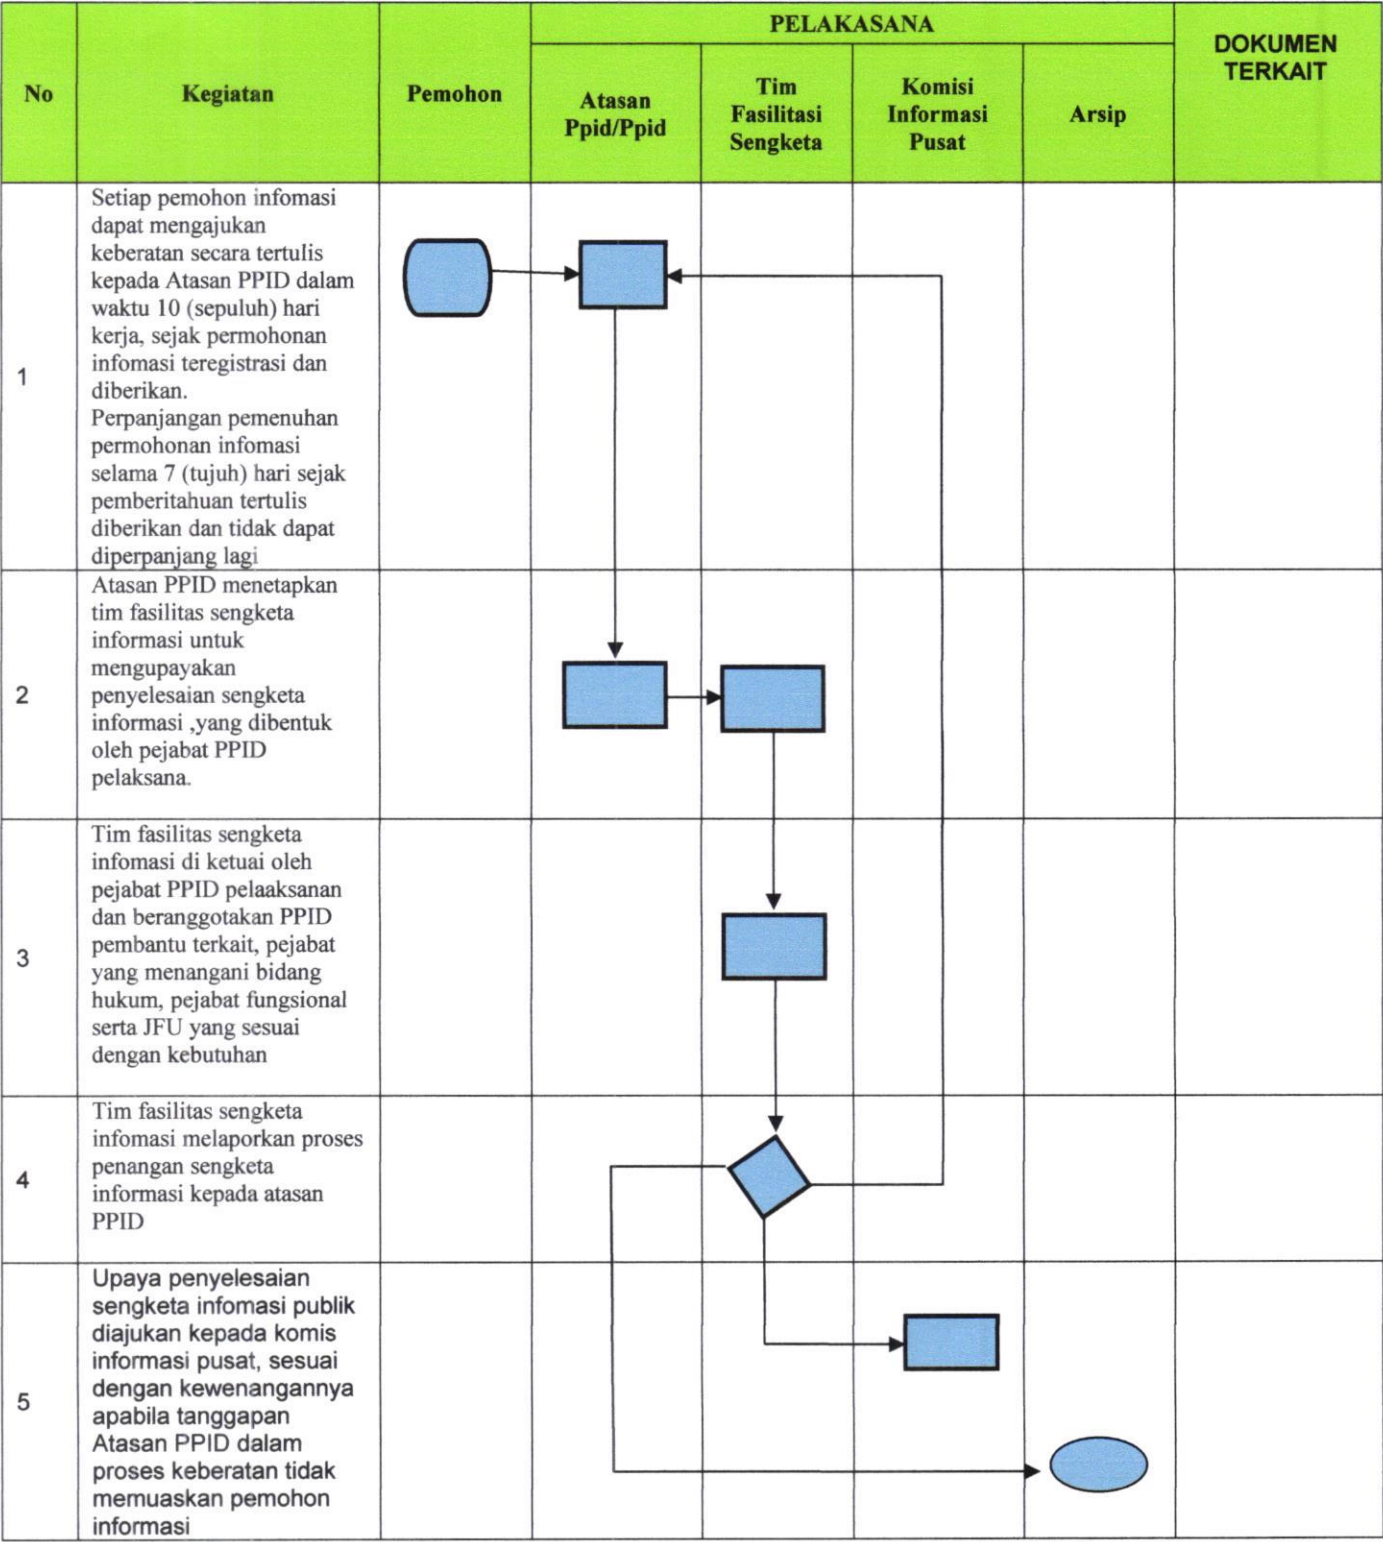 PELAKASANA
No
Kegiatan
Pemohon
Atasan
Ppid/Ppid
Tim
Fasilitasi
Sengketa
Komisi
Informasi
Pusat
Arsip
DOKUMEN
TERKAIT
1
Setiap pemohon infomasi
dapat mengajukan
keberatan secara tertulis
kepada Atasan PPID dalam
waktu 10 (sepuluh) hari
kerja, sejak permohonan
infomasi teregistrasi dan
diberikan.
Perpanjangan pemenuhan
permohonan infomasi
selama 7 (tujuh) hari sejak
pemberitahuan tertulis
diberikan dan tidak dapat
diperpanjang lagi
2
Atasan PPID menetapkan
tim fasilitas sengketa
informasi untuk
mengupayakan
penyelesaian sengketa
informasi ,yang dibentuk
oleh pejabat PPID
pelaksana.
3
Tim fasilitas sengketa
infomasi di ketuai oleh
pejabat PPID pelaaksanan
dan beranggotakan PPID
pembantu terkait, pejabat
yang menangani bidang
hukum, pejabat fungsional
serta JFU yang sesuai
dengan kebutuhan
4
Tim fasilitas sengketa
infomasi melaporkan proses
penangan sengketa
informasi kepada atasan
PPID
5
Upaya penyelesaian
sengketa infomasi publik
diajukan kepada komis
informasi pusat, sesuai
dengan kewenangannya
apabila tanggapan
Atasan PPID dalam
proses keberatan tidak
memuaskan pemohon
informasi